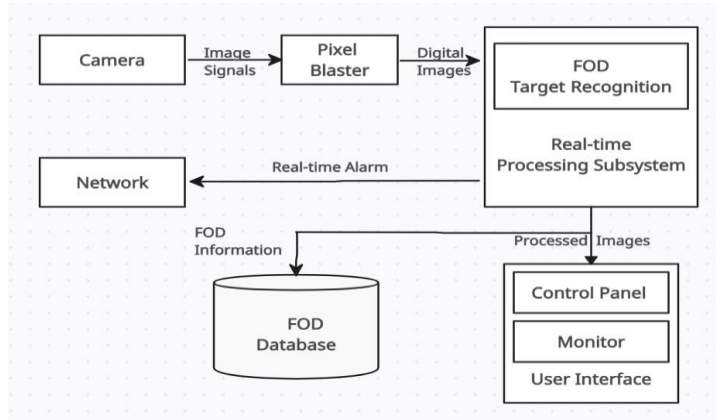 Camera
Image
Signals
Pixel
Blaster
Digital
Images
FOD
Target Recognition
Real-time
Processing Subsystem
Network
Real-time Alarm
FOD
Information
Processed Images
FOD
Database
Control Panel
Monitor
User Interface